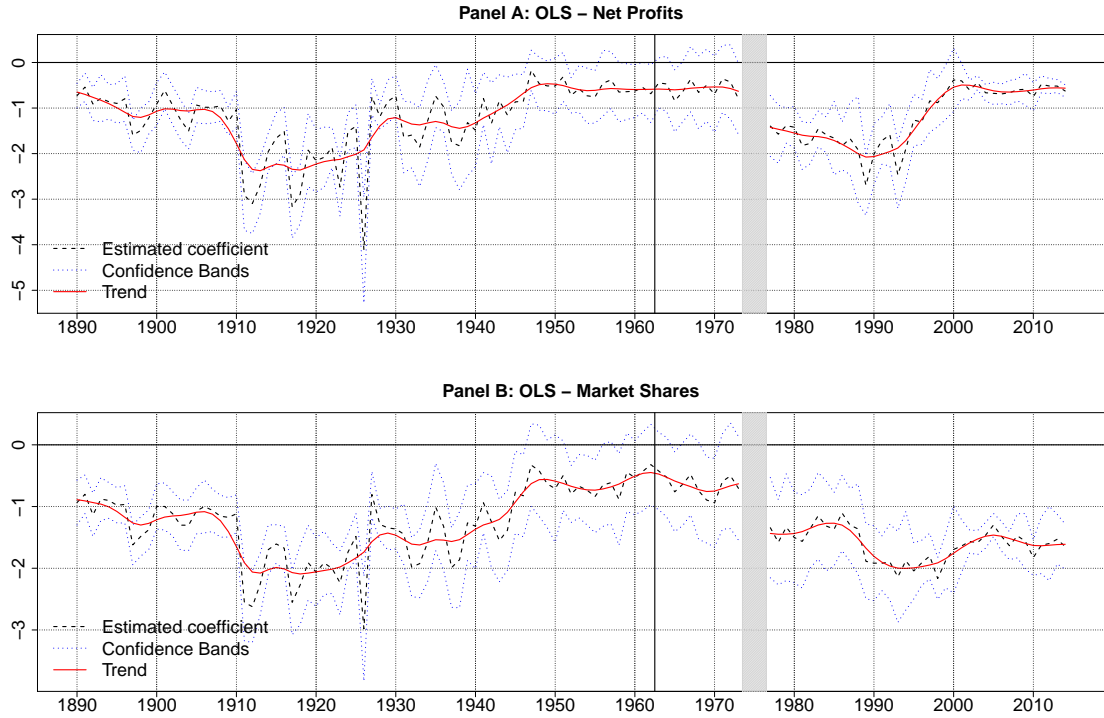 Panel A: OLS − Net Profits
0
−1
−2
−3
−4
−5
Estimated coefficient
Confidence Bands
Trend
1890 1900 1910 1920 1930 1940 1950 1960 1970 1980 1990 2000 2010
Panel B: OLS − Market Shares
0
−1
−2
−3
Estimated coefficient
Confidence Bands
Trend
1890 1900 1910 1920 1930 1940 1950 1960 1970 1980 1990 2000 2010